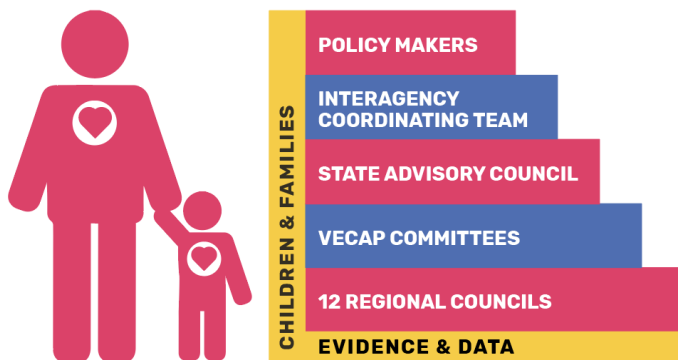 CHILDREN & FAMILIES
POLICY MAKERS
INTERAGENCY
COORDINATING TEAM
STATE ADVISORY COUNCIL
VECAP COMMITTEES
12 REGIONAL COUNCILS
EVIDENCE & DATA